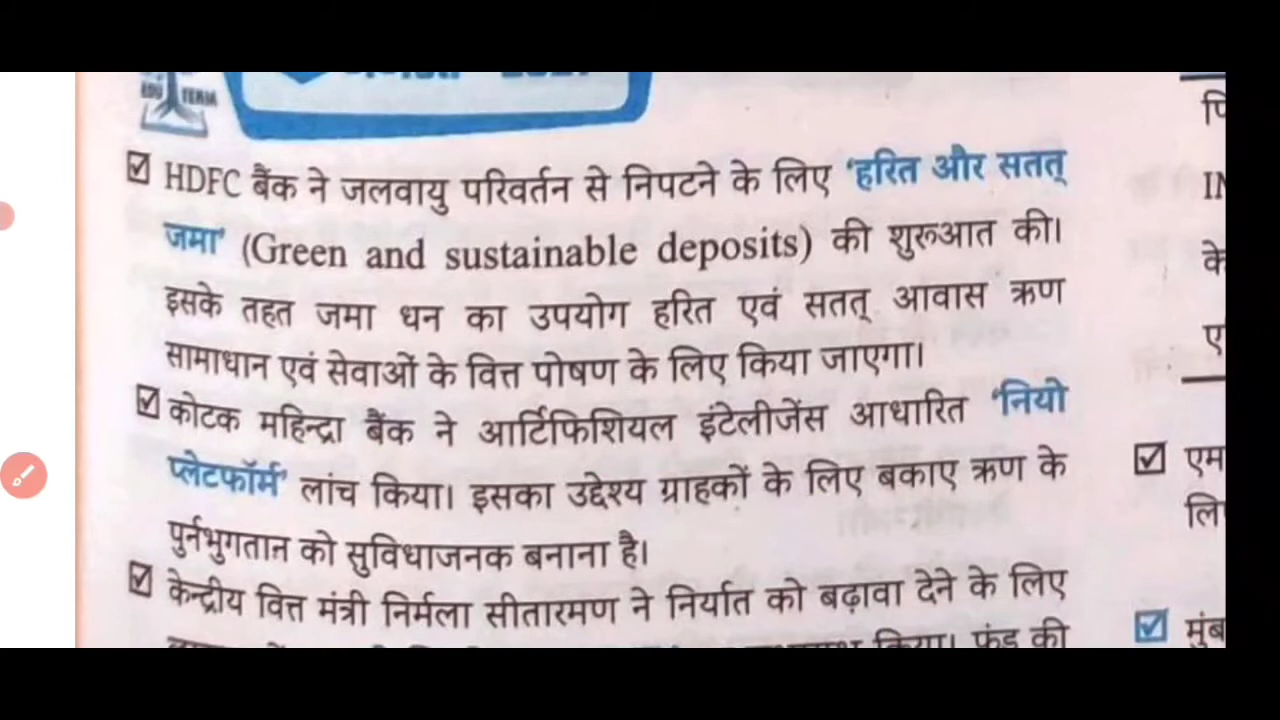 EDU TERIA
HDFC बैंक ने जलवायु परिवर्तन से निपटने के लिए 'हरित और सतत्
जमा' (Green and sustainable deposits) की शुरूआत की।
इसके तहत जमा धन का उपयोग हरित एवं सतत् आवास ऋण
सामाधान एवं सेवाओं के वित्त पोषण के लिए किया जाएगा।
कोटक महिन्द्रा बैंक ने आर्टिफिशियल इंटेलीजेंस आधारित 'नियो
प्लेटफॉर्म' लांच किया। इसका उद्देश्य ग्राहकों के लिए बकाए ऋण के
पुर्नभुगतान को सुविधाजनक बनाना है।
केन्द्रीय वित्त मंत्री निर्मला सीतारमण ने निर्यात को बढ़ावा देने के लिए
किया। फंड की
एम
लि
मुंब